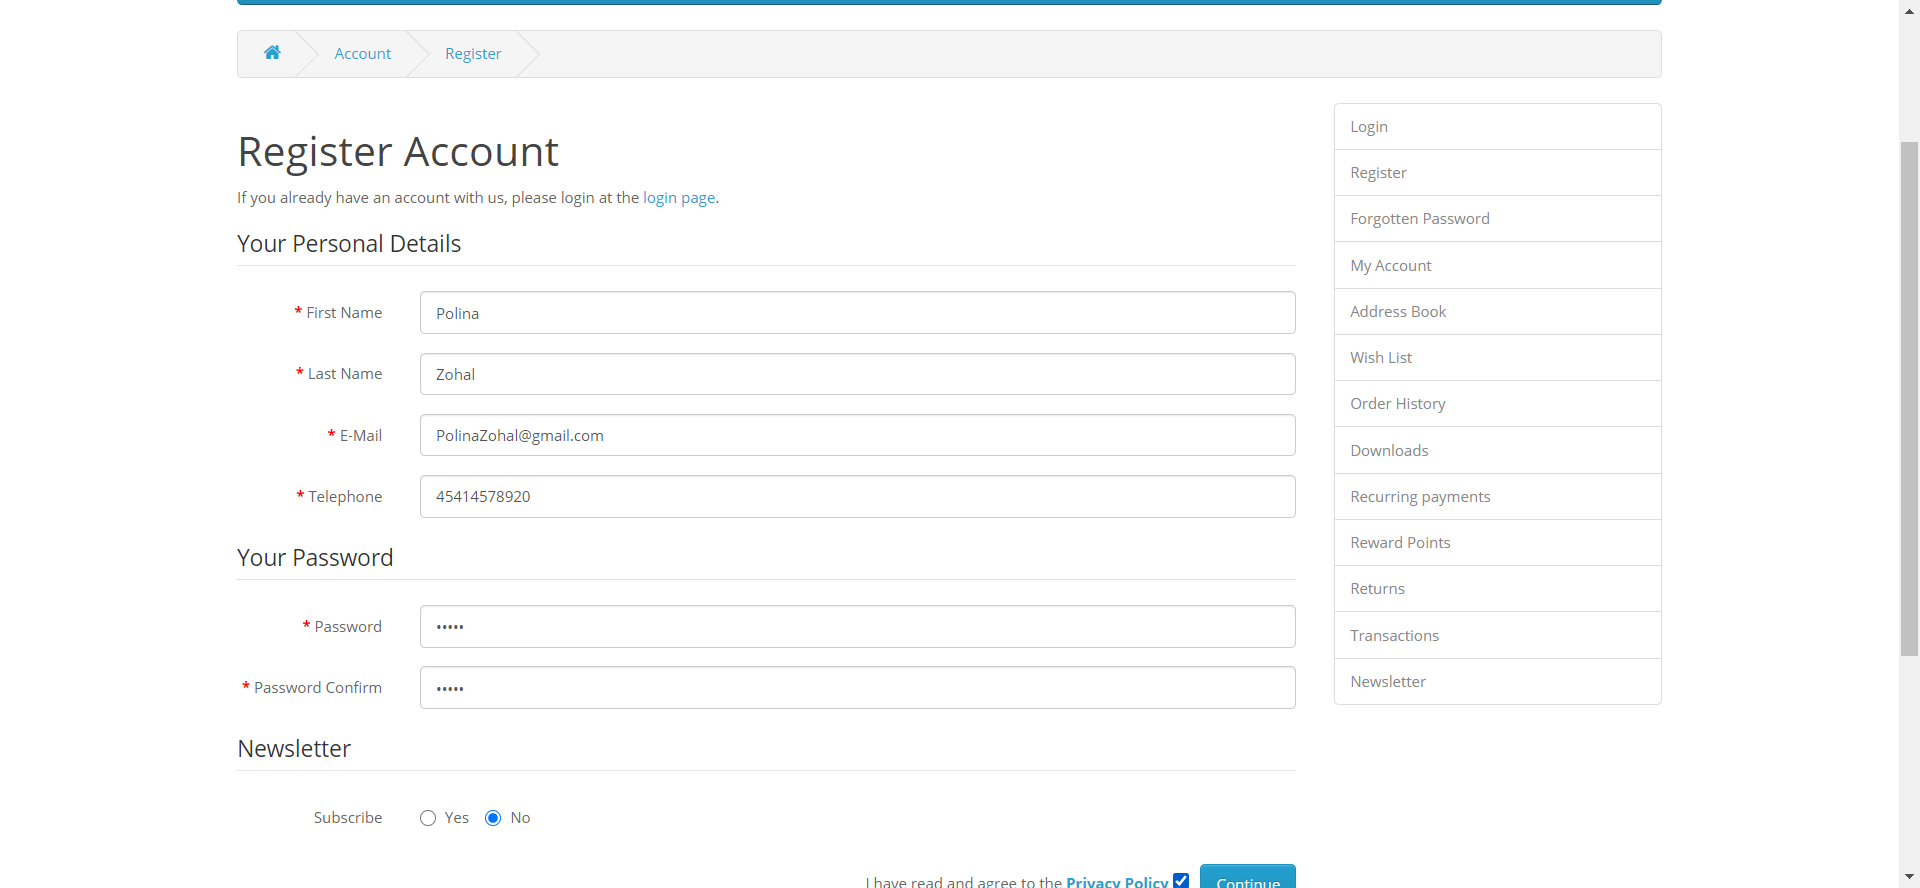 Account
Register
Register Account
If you already have an account with us, please login at the login page.
Your Personal Details
* First Name
Polina
* Last Name
Zohal
* E-Mail
PolinaZohal@gmail.com
* Telephone
45414578920
Your Password
* Password
•••••
* Password Confirm
•••••
Newsletter
Subscribe
Yes
No
I have read and agree to the Privacy Policy
Continue
Login
Register
Forgotten Password
My Account
Address Book
Wish List
Order History
Downloads
Recurring payments
Reward Points
Returns
Transactions
Newsletter